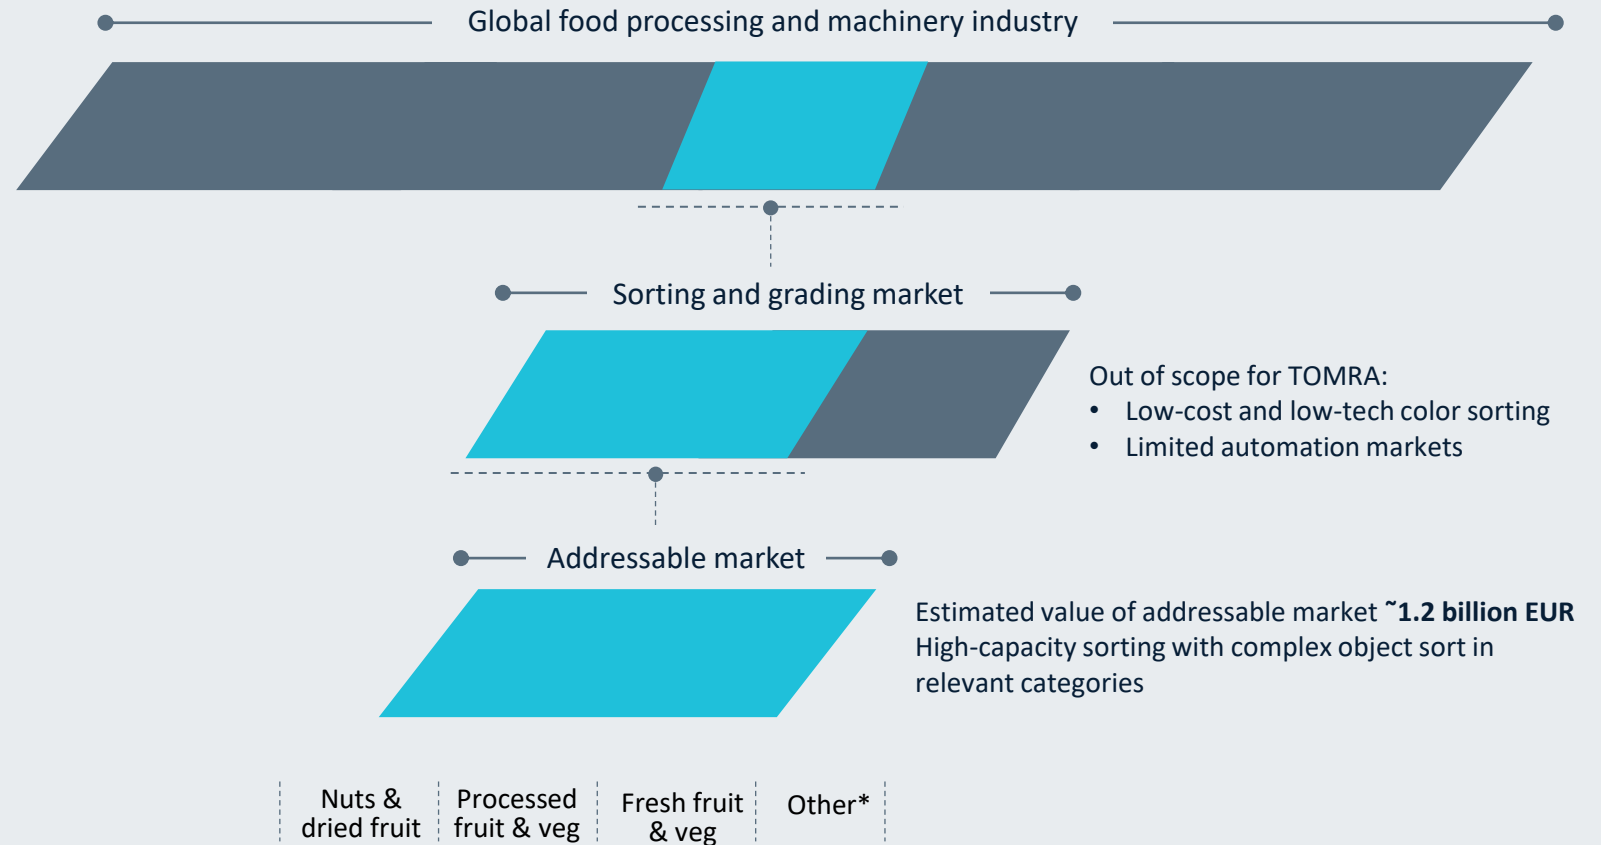 Global food processing and machinery industry
Sorting and grading market
Out of scope for TOMRA:
• Low-cost and low-tech color sorting
• Limited automation markets
Addressable market
Estimated value of addressable market ˜1.2 billion EUR
High-capacity sorting with complex object sort in
relevant categories
Nuts &
dried fruit
Processed
fruit & veg
Fresh fruit
& veg
Other*